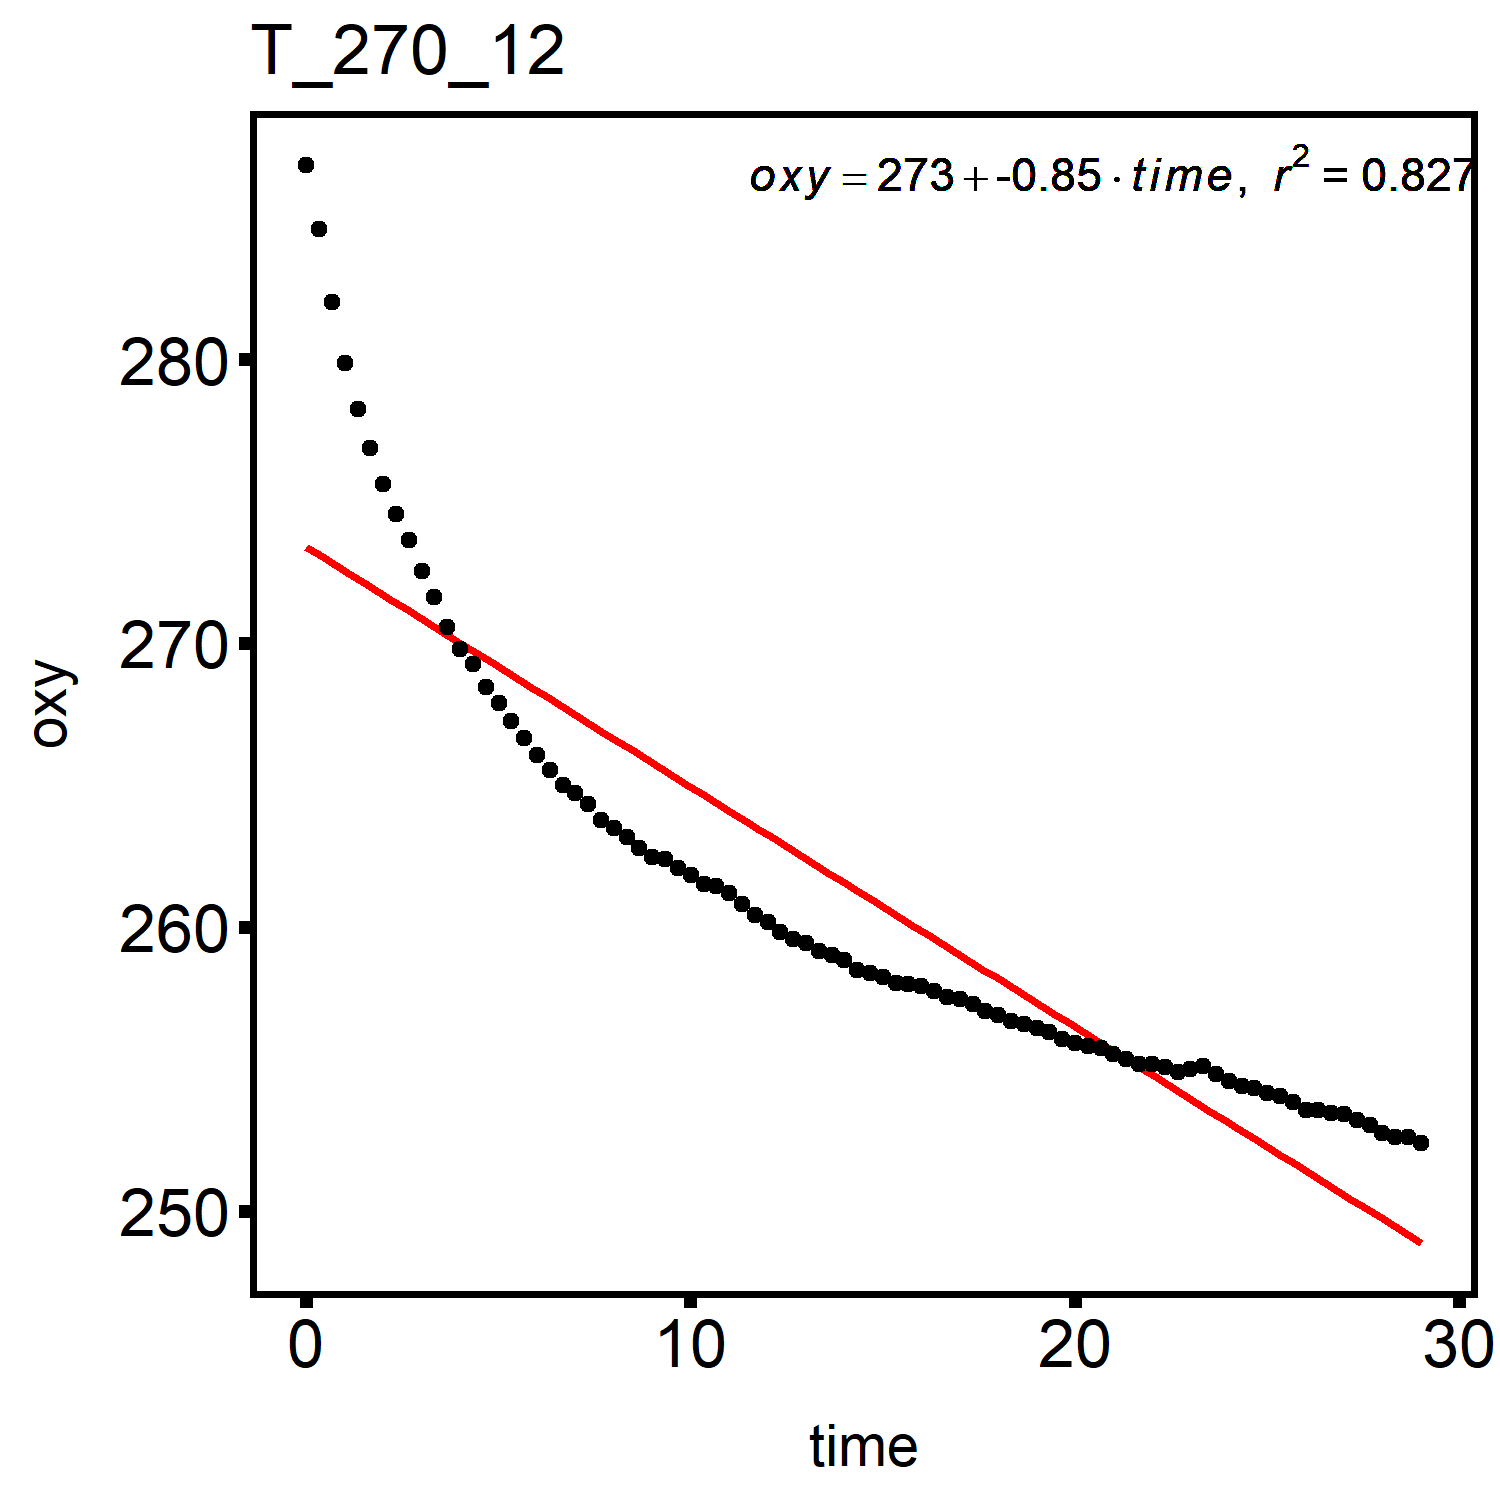 T_270_12
oxy = 273 + -0.85 · time, r² = 0.827
280
270
260
250
oxy
0 10 20 30
time